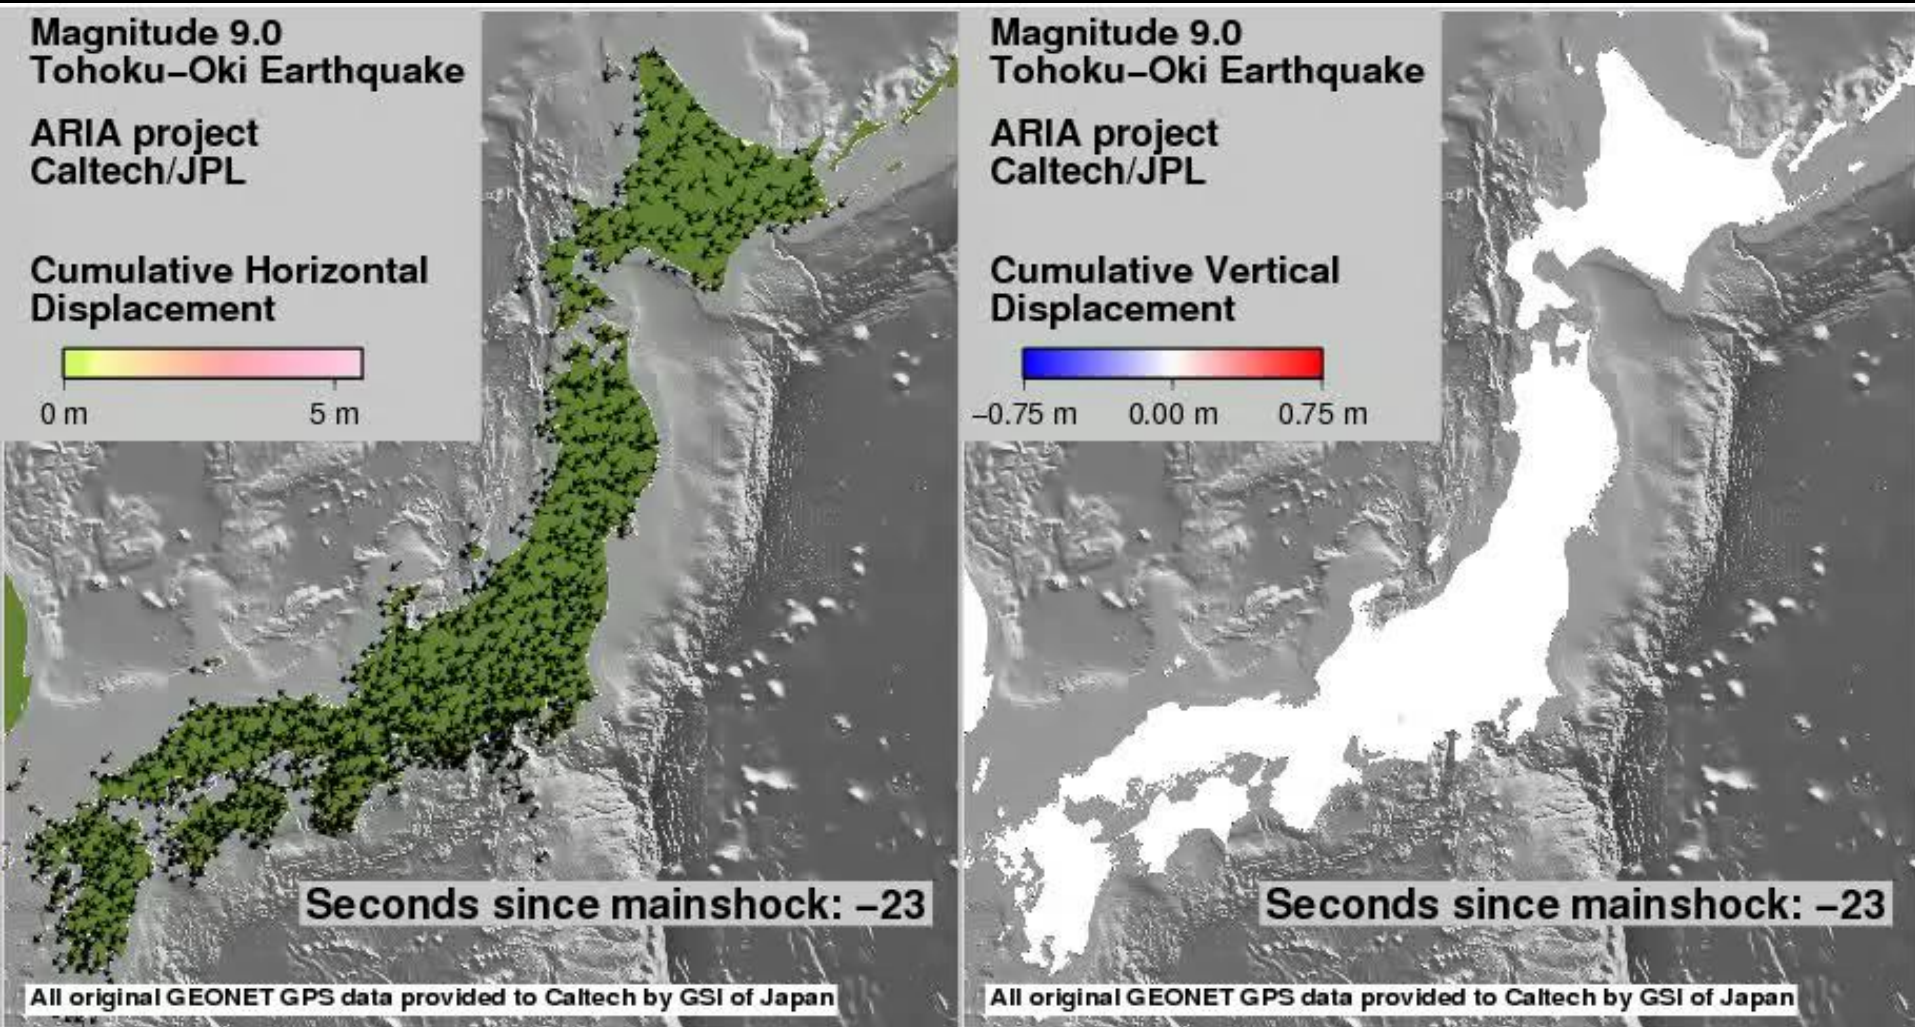 Magnitude 9.0
Tohoku–Oki Earthquake
ARIA project
Caltech/JPL
Cumulative Horizontal
Displacement
0 m 5 m
Seconds since mainshock: –23
All original GEONET GPS data provided to Caltech by GSI of Japan
Magnitude 9.0
Tohoku–Oki Earthquake
ARIA project
Caltech/JPL
Cumulative Vertical
Displacement
–0.75 m 0.00 m 0.75 m
Seconds since mainshock: –23
All original GEONET GPS data provided to Caltech by GSI of Japan